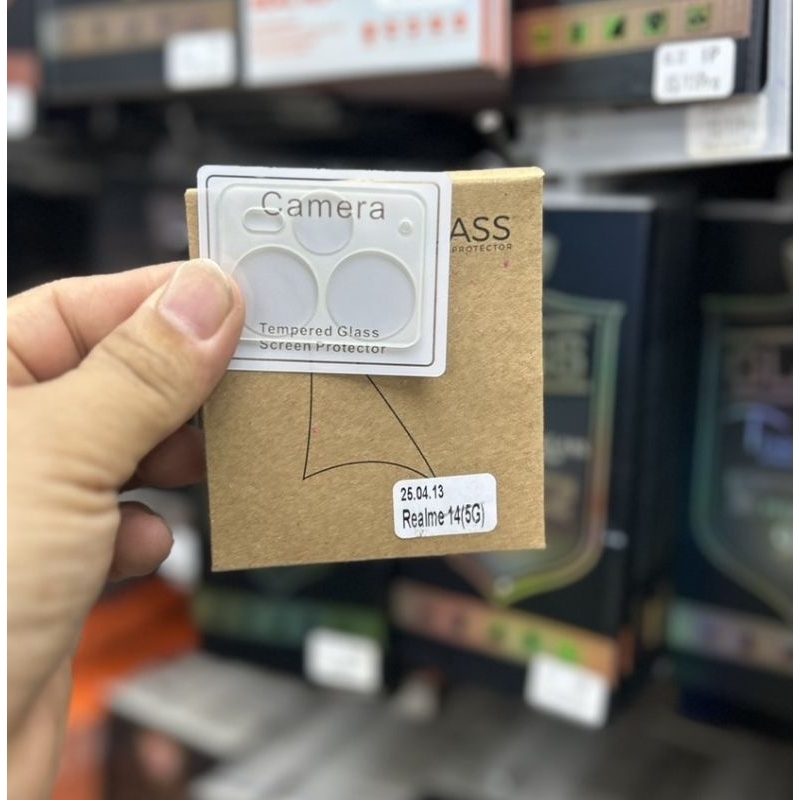 Camera
ASS
PROTECTOR
Tempered Glass
Screen Protector
25.04.13
Realme 14(5G)